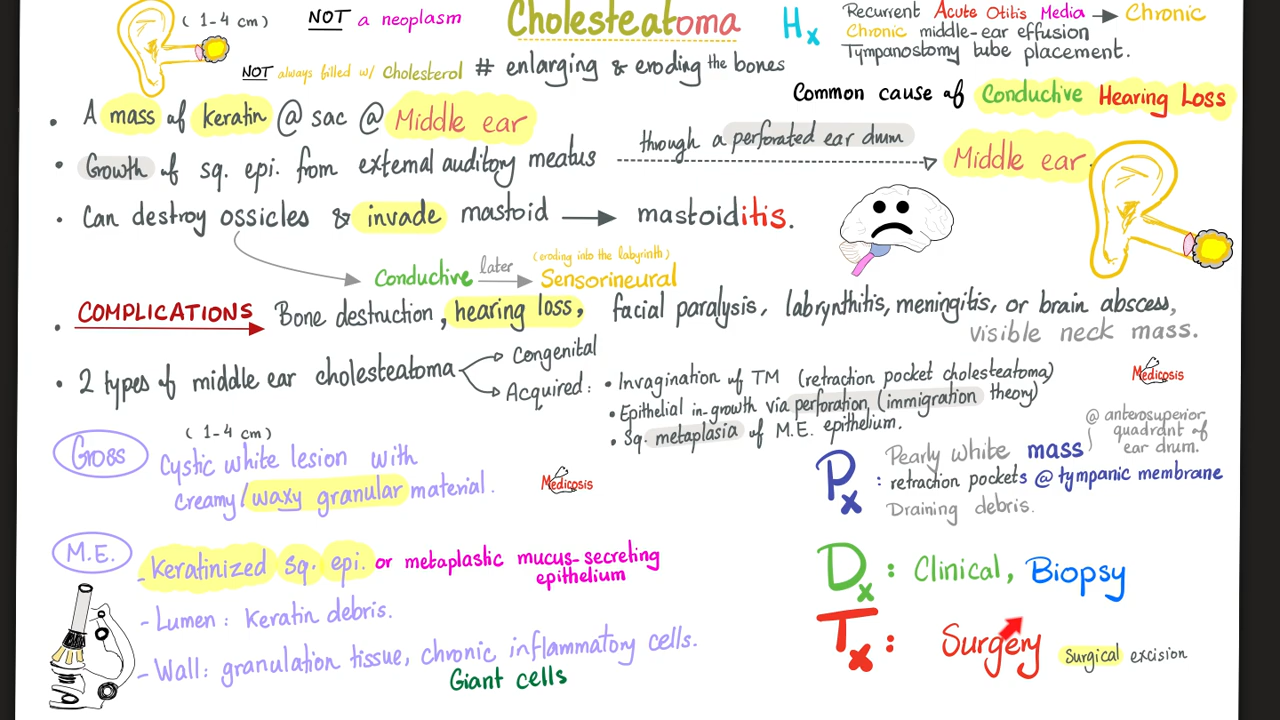 (1-4 cm)
NOT a neoplasm
Cholesteatoma
NOT always filled w/ Cholesterol # enlarging & eroding the bones
Hx
Recurrent Acute Otitis Media → Chronic
Chronic middle-ear effusion
Tympanostomy tube placement.
Common cause of Conductive Hearing Loss
• A mass of keratin @ sac @ Middle ear
• Growth of sq. epi. from external auditory meatus through a perforated ear drum Middle ear.
• Can destroy ossicles & invade mastoid → mastoiditis.
Conductive later → Sensorineural
(eroding into the labyrinth)
• COMPLICATIONS Bone destruction, hearing loss, facial paralysis, labrynthitis, meningitis, or brain abscess,
visible neck mass.
• 2 types of middle ear cholesteatoma
Congenital
Acquired:
• Invagination of TM (retraction pocket cholesteatoma)
• Epithelial in-growth via perforation (immigration theory)
• Sq. metaplasia of M.E. epithelium.
Medicosis
Gross
(1-4 cm)
Cystic white lesion with
creamy/waxy granular material.
Medicosis
Px :
Pearly white mass
@ anterosuperior
quadrant of
ear drum.
retraction pockets @ tympanic membrane
Draining debris.
M.E.
- Keratinized sq. epi. or metaplastic mucus-secreting
epithelium
- Lumen: Keratin debris.
- Wall: granulation tissue, chronic inflammatory cells.
Giant cells
Dx : Clinical, Biopsy
Tx : Surgery Surgical excision